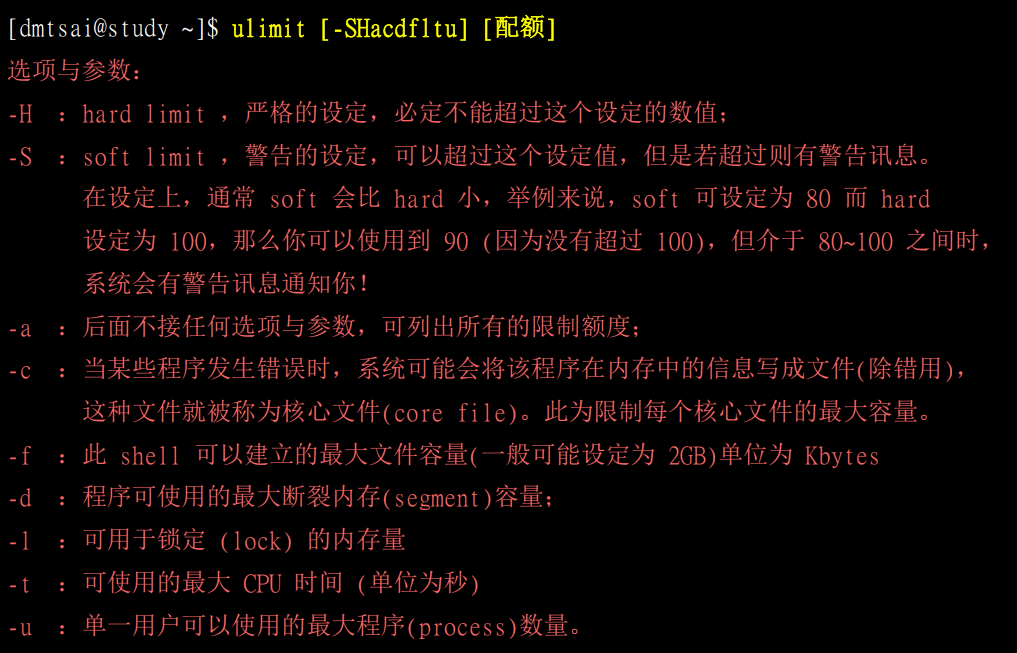 [dmtsai@study ~]$ ulimit [-SHacdfltu] [配额]
选项与参数：
-H ：hard limit ，严格的设定，必定不能超过这个设定的数值；
-S ：soft limit ，警告的设定，可以超过这个设定值，但是若超过则有警告讯息。
在设定上，通常 soft 会比 hard 小，举例来说，soft 可设定为 80 而 hard
设定为 100，那么你可以使用到 90 (因为没有超过 100)，但介于 80~100 之间时，
系统会有警告讯息通知你！
-a ：后面不接任何选项与参数，可列出所有的限制额度；
-c ：当某些程序发生错误时，系统可能会将该程序在内存中的信息写成文件(除错用)，
这种文件就被称为核心文件(core file)。此为限制每个核心文件的最大容量。
-f ：此 shell 可以建立的最大文件容量(一般可能设定为 2GB)单位为 Kbytes
-d ：程序可使用的最大断裂内存(segment)容量；
-l ：可用于锁定 (lock) 的内存量
-t ：可使用的最大 CPU 时间 (单位为秒)
-u ：单一用户可以使用的最大程序(process)数量。